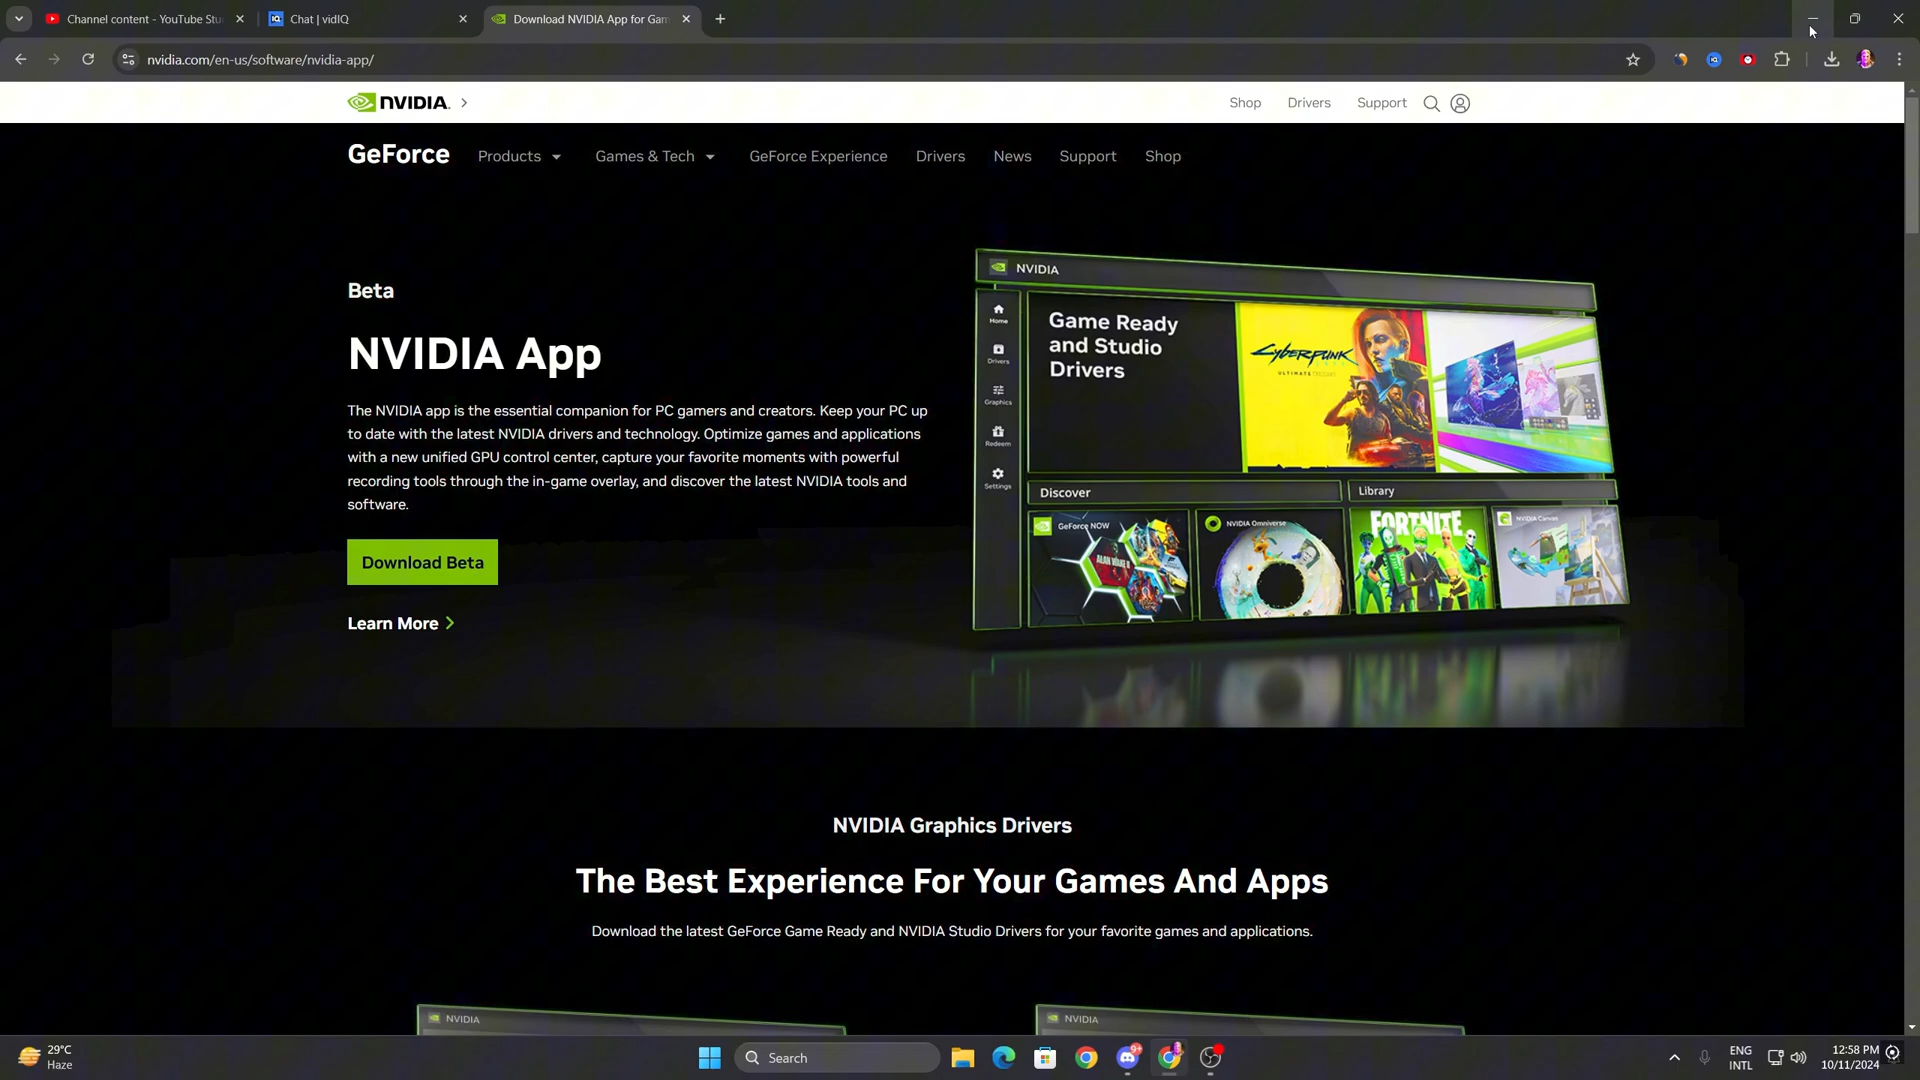 Channel content - YouTube Stu
Chat | vidIQ
Download NVIDIA App for Gam
nvidia.com/en-us/software/nvidia-app/
NVIDIA.
Shop
Drivers
Support
GeForce
Products
Games & Tech
GeForce Experience
Drivers
News
Support
Shop
Beta
NVIDIA App
The NVIDIA app is the essential companion for PC gamers and creators. Keep your PC up
to date with the latest NVIDIA drivers and technology. Optimize games and applications
with a new unified GPU control center, capture your favorite moments with powerful
recording tools through the in-game overlay, and discover the latest NVIDIA tools and
software.
Download Beta
Learn More
NVIDIA
Home
Drivers
Graphics
Redeem
Settings
Game Ready
and Studio
Drivers
CYBERPUNK
ULTIMATE
Discover
Library
GeForce NOW
ALAN WAKE II
NVIDIA Omniverse
FORTNITE
NVIDIA Canvas
NVIDIA Graphics Drivers
The Best Experience For Your Games And Apps
Download the latest GeForce Game Ready and NVIDIA Studio Drivers for your favorite games and applications.
NVIDIA
NVIDIA
29°C
Haze
Search
9+
ENG
INTL
12:58 PM
10/11/2024